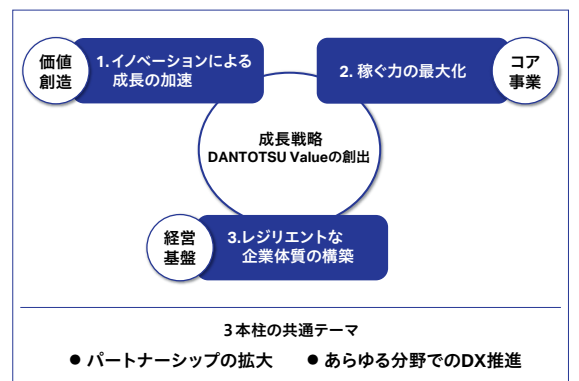 価値
創造
1.イノベーションによる
成長の加速
2. 稼ぐ力の最大化
コア
事業
成長戦略
DANTOTSU Valueの創出
経営
基盤
3.レジリエントな
企業体質の構築
3本柱の共通テーマ
● パートナーシップの拡大 ● あらゆる分野でのDX推進